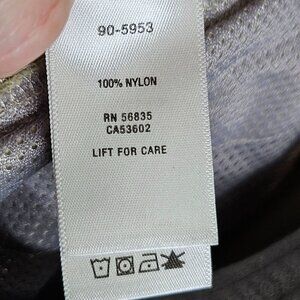 90-5953
100% NYLON
RN 56835
CA53602
LIFT FOR CARE